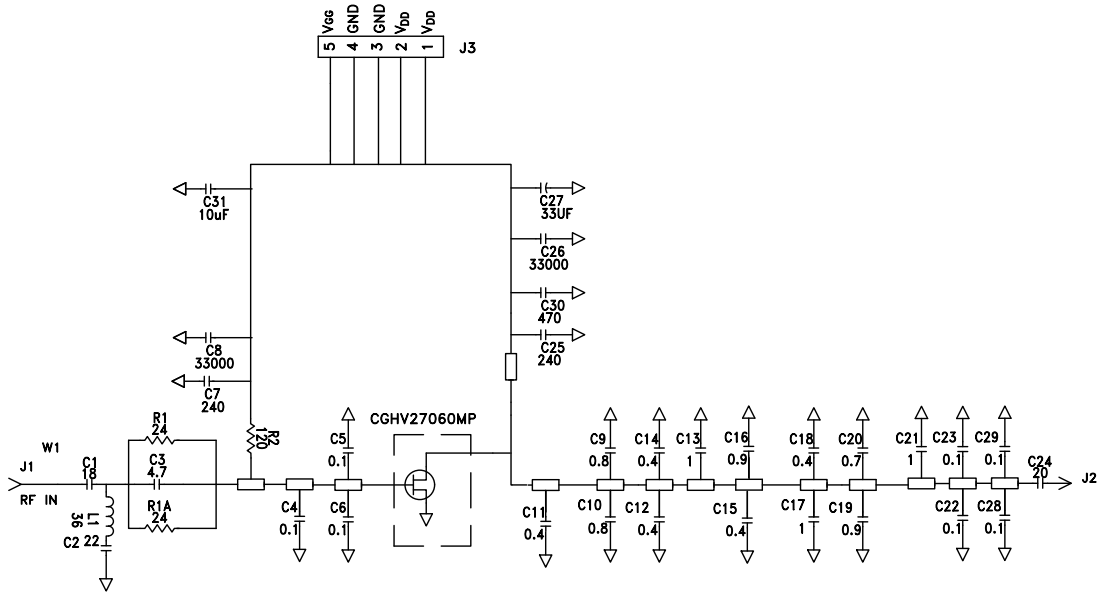 VGG
GND
GND
VDD
VDD
5
4
3
2
1
J3
C31
10uF
C27
33UF
C26
33000
C30
470
C25
240
C8
33000
C7
240
R2
120
CGHV27060MP
R1
24
W1
C3
4.7
J1
C1
18
RF IN
R1A
24
L1
36
C2 22
C5
0.1
C4
0.1
C6
0.1
C9
0.8
C14
0.4
C13
1
C16
0.9
C18
0.4
C20
0.7
C21
1
C23
0.1
C29
0.1
C24
20
J2
C11
0.4
C10
0.8
C12
0.4
C15
0.4
C17
1
C19
0.9
C22
0.1
C28
0.1